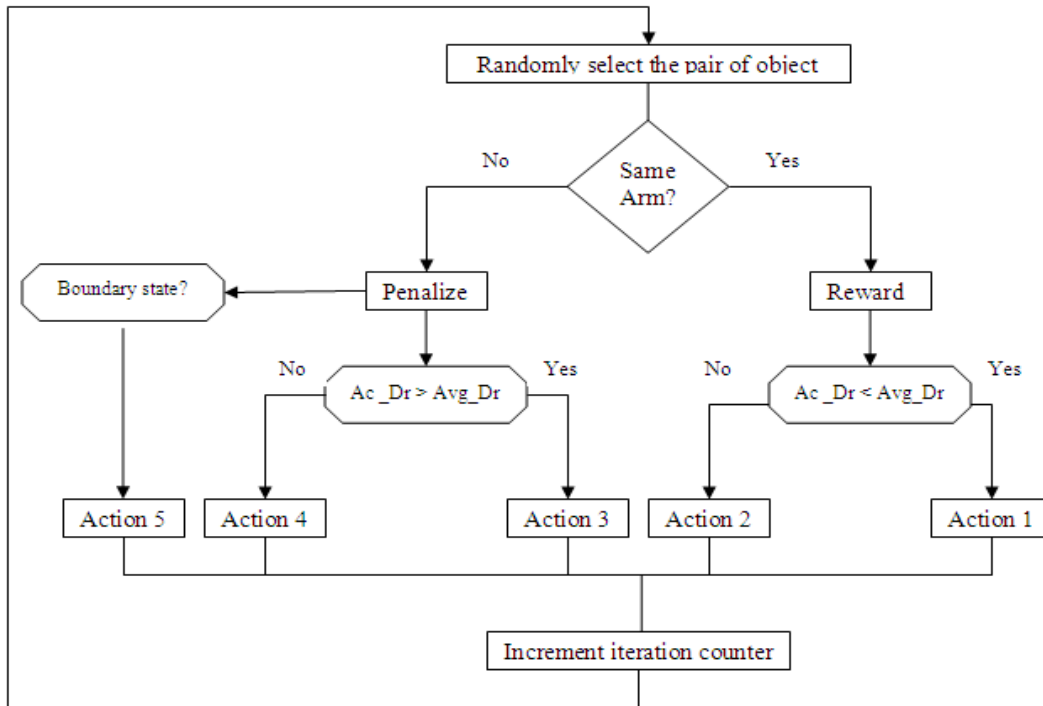 Randomly select the pair of object
No
Yes
Same
Arm?
Boundary state?
Penalize
Reward
No
Yes
No
Yes
Ac _Dr > Avg_Dr
Ac _Dr < Avg_Dr
Action 5
Action 4
Action 3
Action 2
Action 1
Increment iteration counter